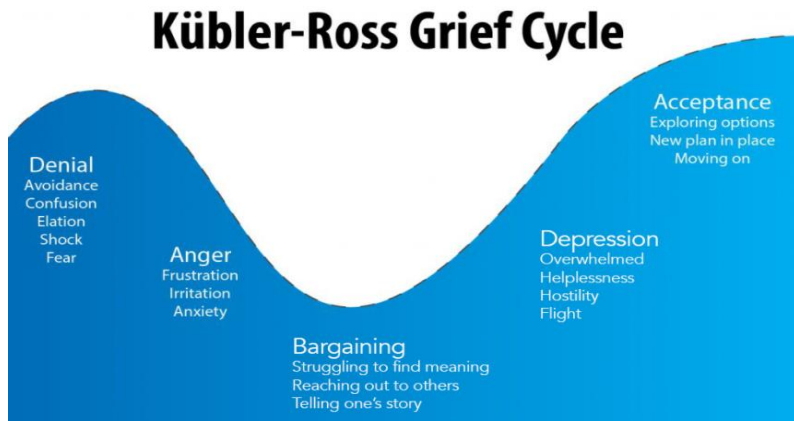 Kübler-Ross Grief Cycle
Denial
Avoidance
Confusion
Elation
Shock
Fear
Anger
Frustration
Irritation
Anxiety
Bargaining
Struggling to find meaning
Reaching out to others
Telling one's story
Depression
Overwhelmed
Helplessness
Hostility
Flight
Acceptance
Exploring options
New plan in place
Moving on